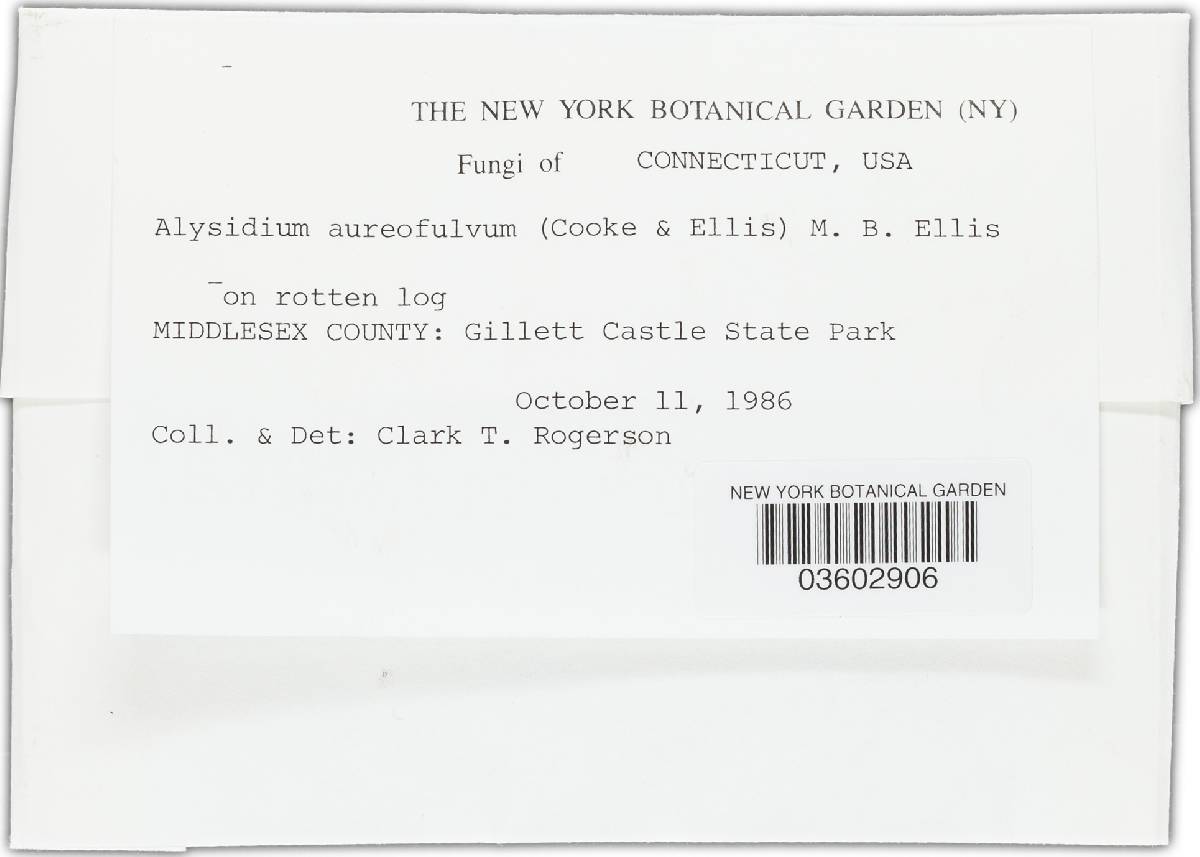 THE NEW YORK BOTANICAL GARDEN (NY)
Fungi of CONNECTICUT, USA
Alysidium aureofulvum (Cooke & Ellis) M. B. Ellis
on rotten log
MIDDLESEX COUNTY: Gillett Castle State Park
October 11, 1986
Coll. & Det: Clark T. Rogerson
NEW YORK BOTANICAL GARDEN
03602906